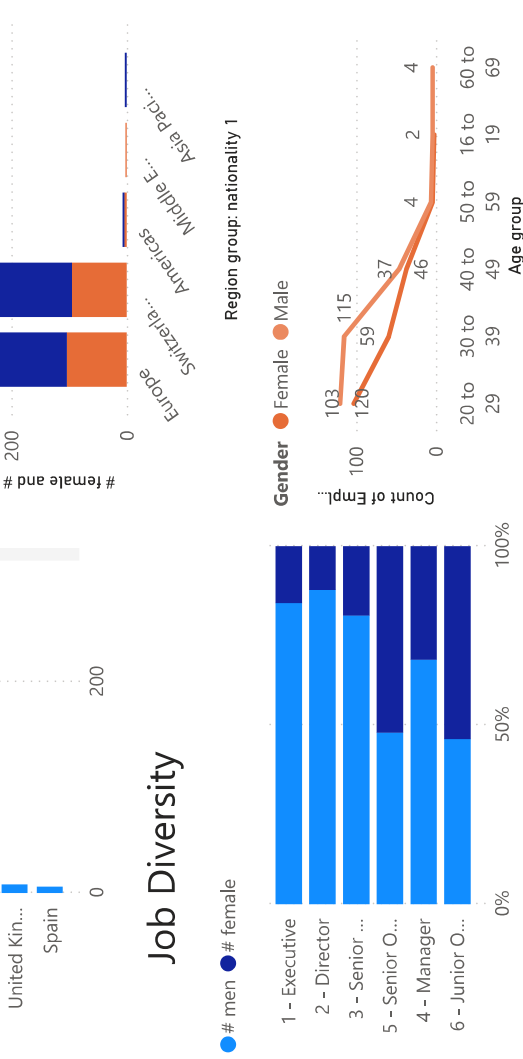 United Kin...
Spain
0
200
Job Diversity
# men # female
1 - Executive
2 - Director
3 - Senior ...
5 - Senior O...
4 - Manager
6 - Junior O...
0%
50%
100%
# female and #
200
0
Europe
Switzerla...
Americas
Middle E...
Asia Paci...
Region group: nationality 1
Gender Female Male
Count of Empl...
100
0
103
120
115
59
37
46
4
2
4
20 to 29
30 to 39
40 to 49
50 to 59
16 to 19
60 to 69
Age group